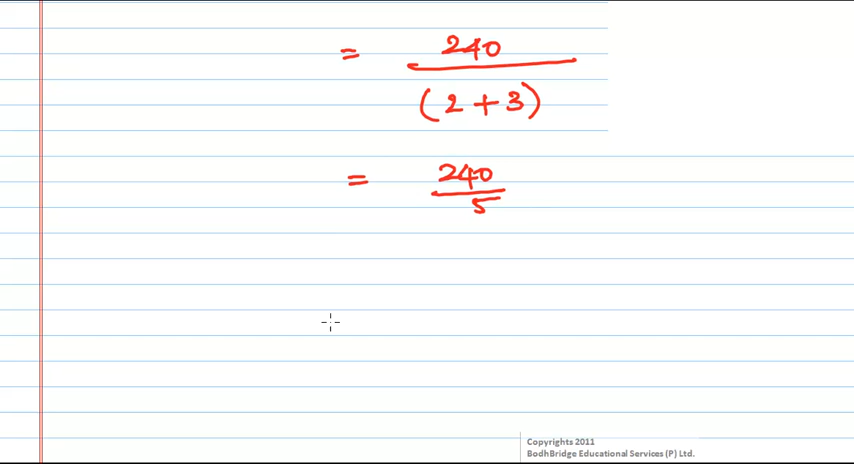 = 240
(2+3)
= 240
5
Copyrights 2011
BodhBridge Educational Services (P) Ltd.